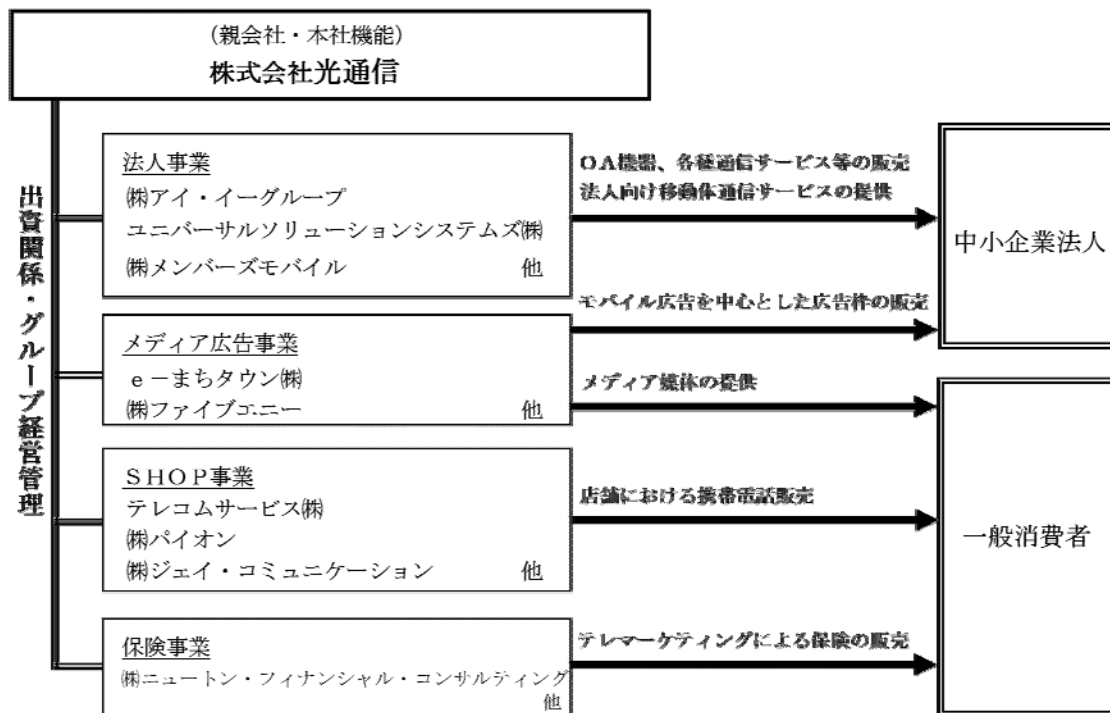 (親会社・本社機能)
株式会社光通信
出資関係・グループ経営管理
法人事業
㈱アイ・イーグループ
ユニバーサルソリューションシステムズ㈱
㈱メンバーズモバイル 他
OA機器、各種通信サービス等の販売
法人向け移動体通信サービスの提供
中小企業法人
メディア広告事業
e－まちタウン㈱
㈱ファイブエニー 他
モバイル広告を中心とした広告枠の販売
メディア媒体の提供
SHOP事業
テレコムサービス㈱
㈱パイオン
㈱ジェイ・コミュニケーション 他
店舗における携帯電話販売
一般消費者
保険事業
㈱ニュートン・フィナンシャル・コンサルティング
他
テレマーケティングによる保険の販売